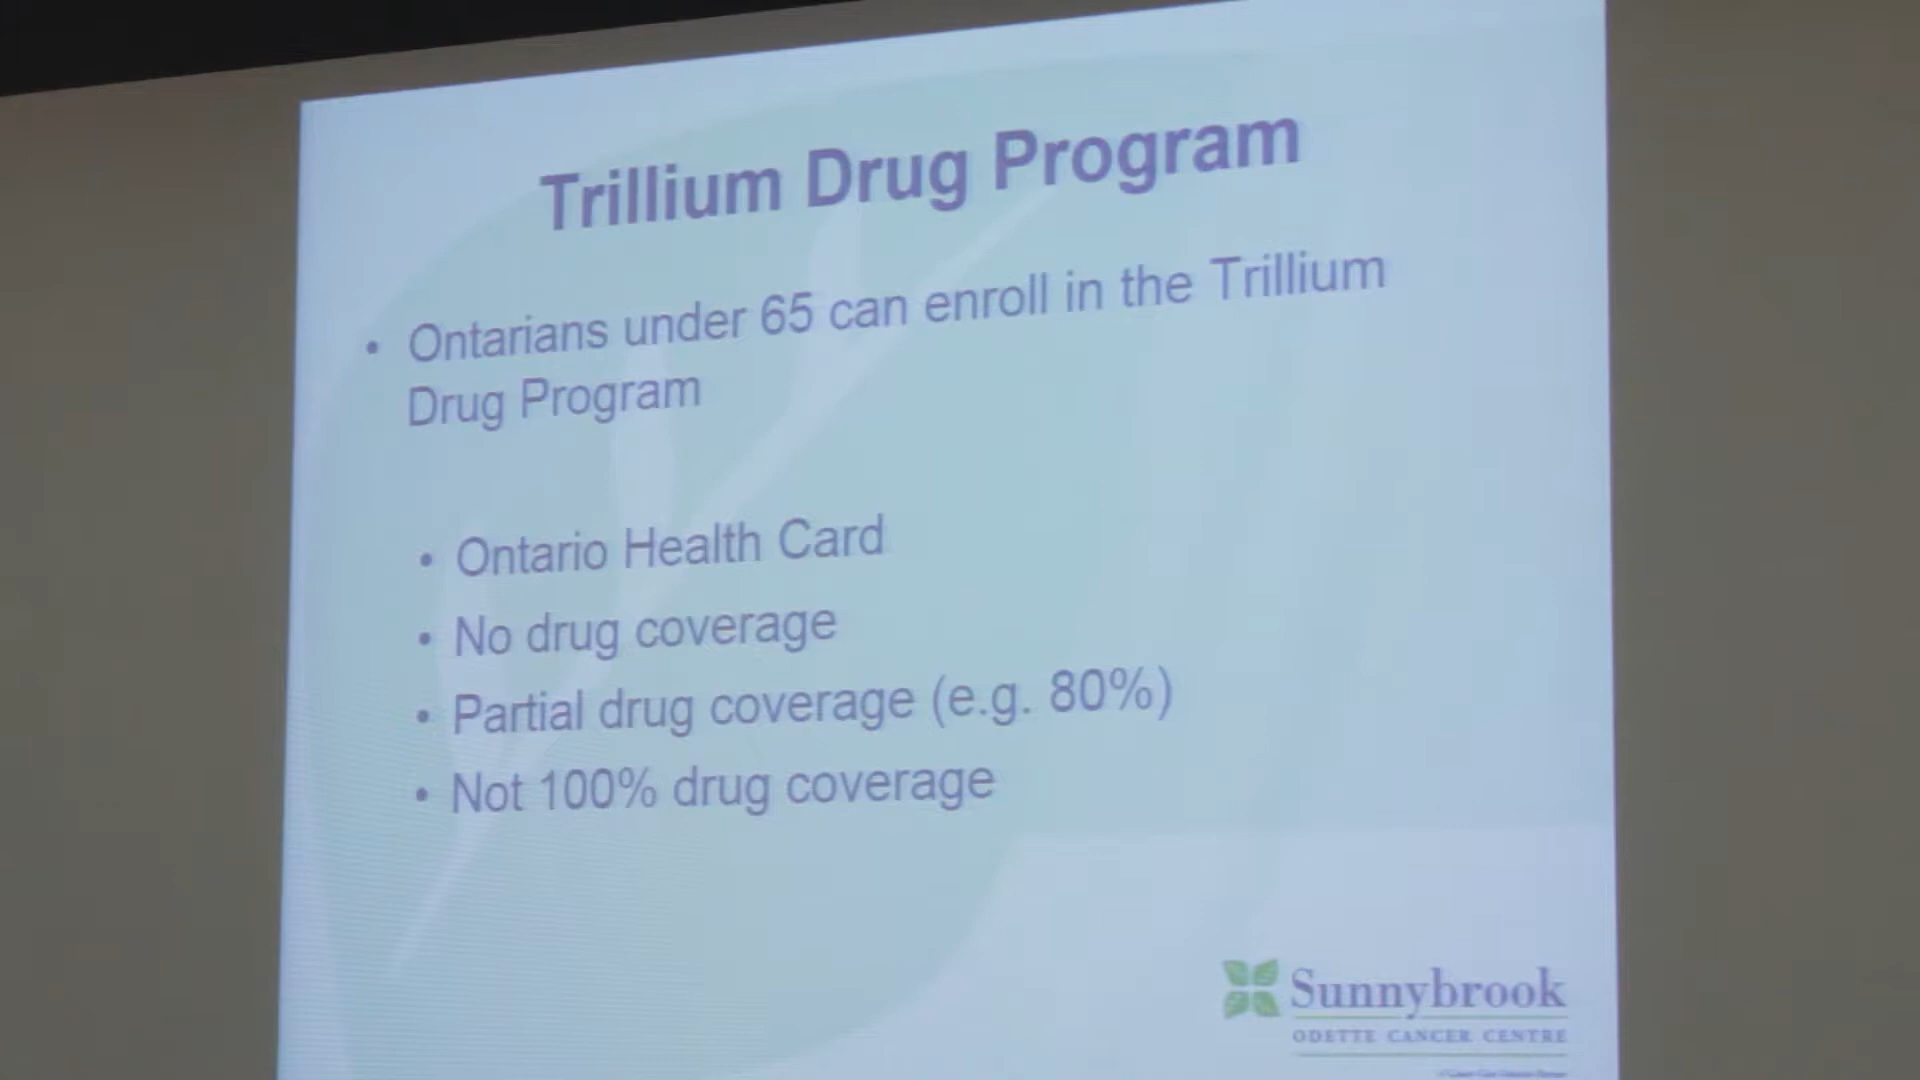 Trillium Drug Program
• Ontarians under 65 can enroll in the Trillium
Drug Program
• Ontario Health Card
• No drug coverage
• Partial drug coverage (e.g. 80%)
• Not 100% drug coverage
Sunnybrook
ODETTE CANCER CENTRE